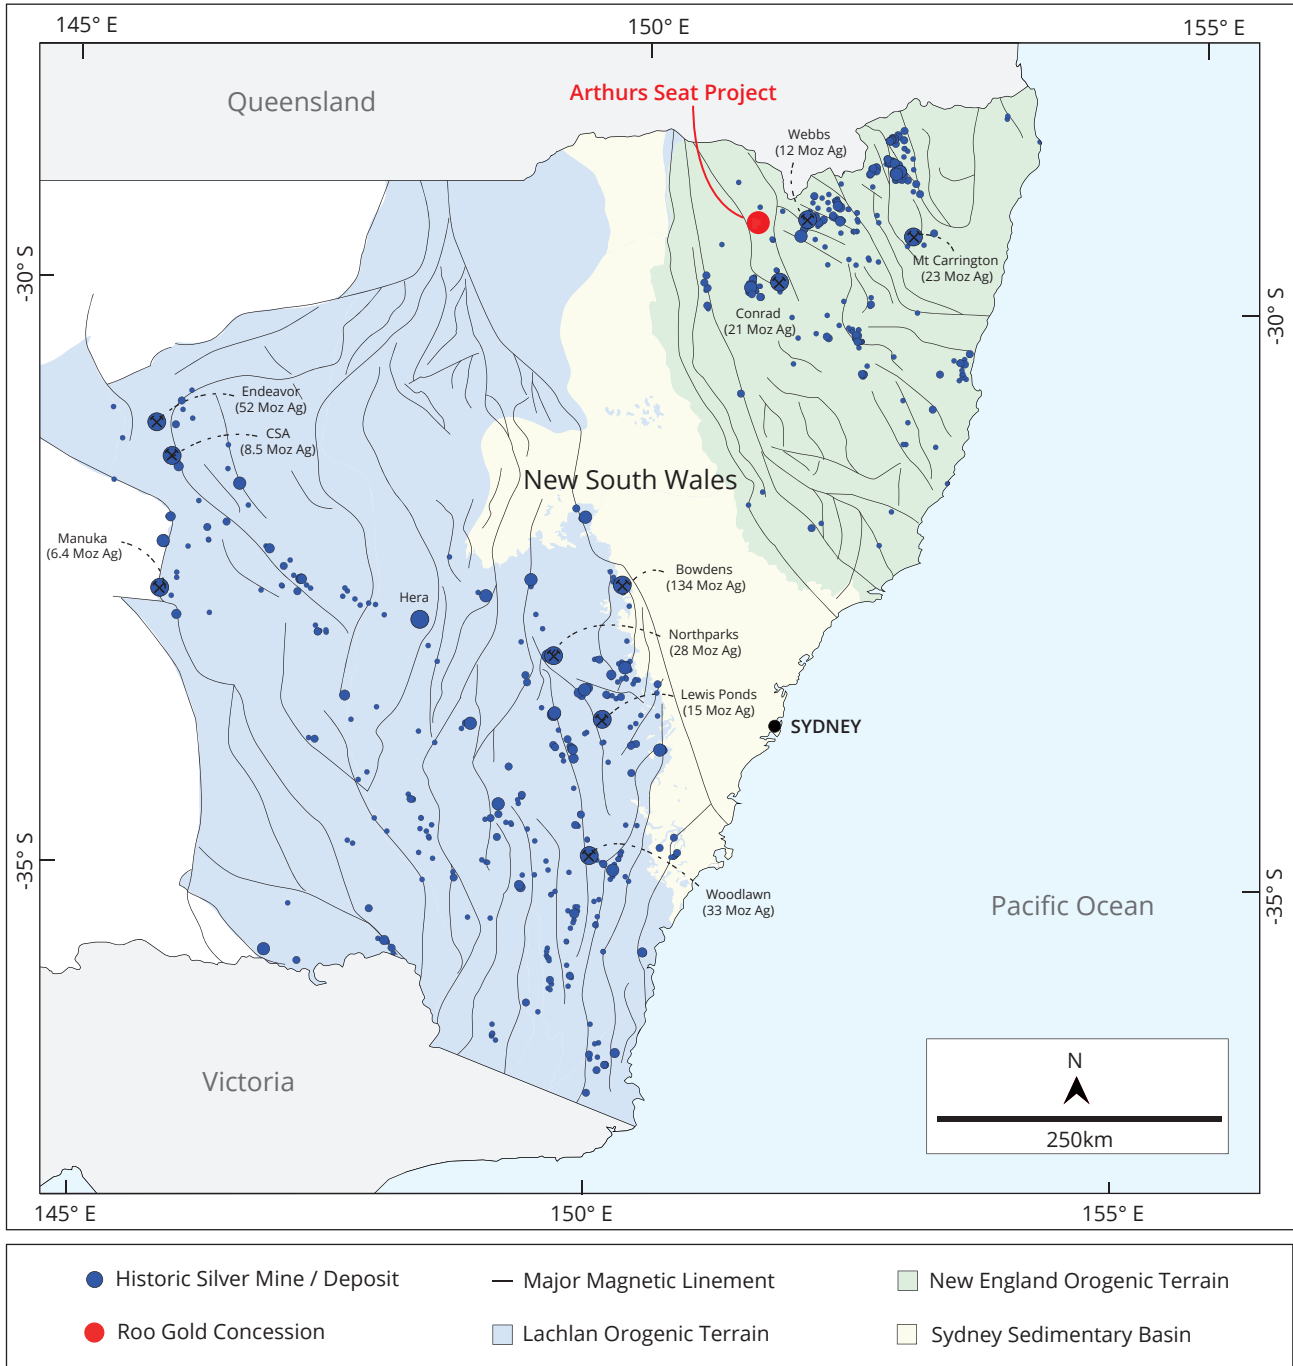 145° E
150° E
155° E
Queensland
Arthurs Seat Project
Webbs
(12 Moz Ag)
-30° S
Mt Carrington
(23 Moz Ag)
-30° S
Conrad
(21 Moz Ag)
Endeavor
(52 Moz Ag)
CSA
(8.5 Moz Ag)
New South Wales
Manuka
(6.4 Moz Ag)
Bowdens
(134 Moz Ag)
Hera
Northparks
(28 Moz Ag)
Lewis Ponds
(15 Moz Ag)
SYDNEY
-35° S
Woodlawn
(33 Moz Ag)
-35° S
Pacific Ocean
Victoria
N
250km
145° E
150° E
155° E
Historic Silver Mine / Deposit
Major Magnetic Linement
New England Orogenic Terrain
Roo Gold Concession
Lachlan Orogenic Terrain
Sydney Sedimentary Basin